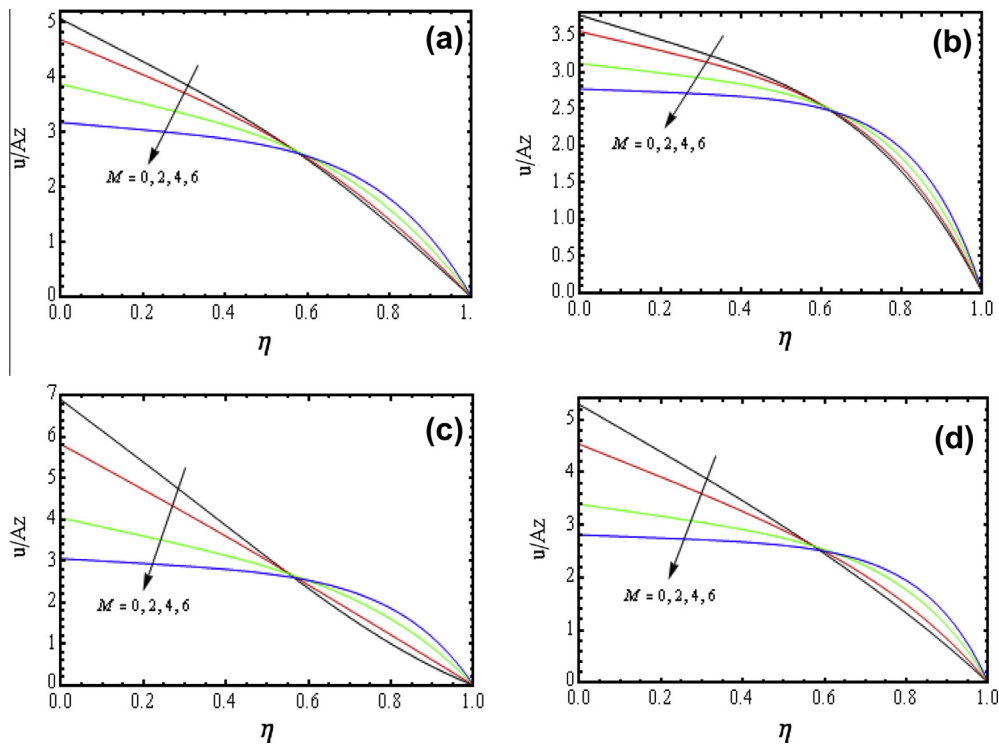 (a)
u/Az
5
4
3
2
1
0
M = 0, 2, 4, 6
0.0 0.2 0.4 0.6 0.8 1.
η
(b)
u/Az
3.5
3.0
2.5
2.0
1.5
1.0
0.5
0.0
M = 0, 2, 4, 6
0.0 0.2 0.4 0.6 0.8 1.0
η
(c)
u/Az
7
6
5
4
3
2
1
0
M = 0, 2, 4, 6
0.0 0.2 0.4 0.6 0.8 1.0
η
(d)
u/Az
5
4
3
2
1
0
M = 0, 2, 4, 6
0.0 0.2 0.4 0.6 0.8 1.0
η